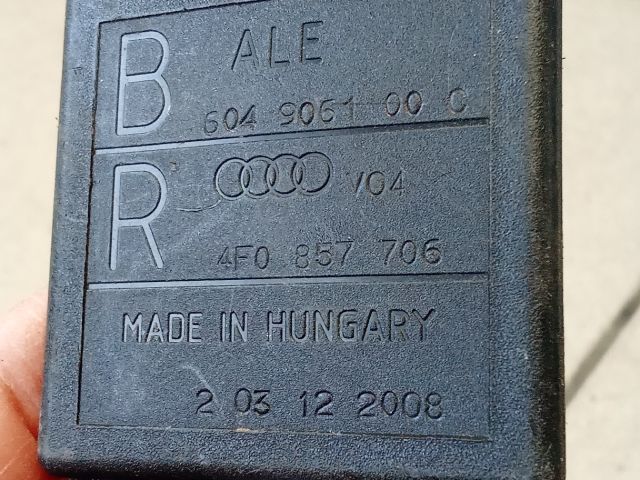 B ALE
604 9061 00 C
R V04
4F0 857 706
MADE IN HUNGARY
2 03 12 2008